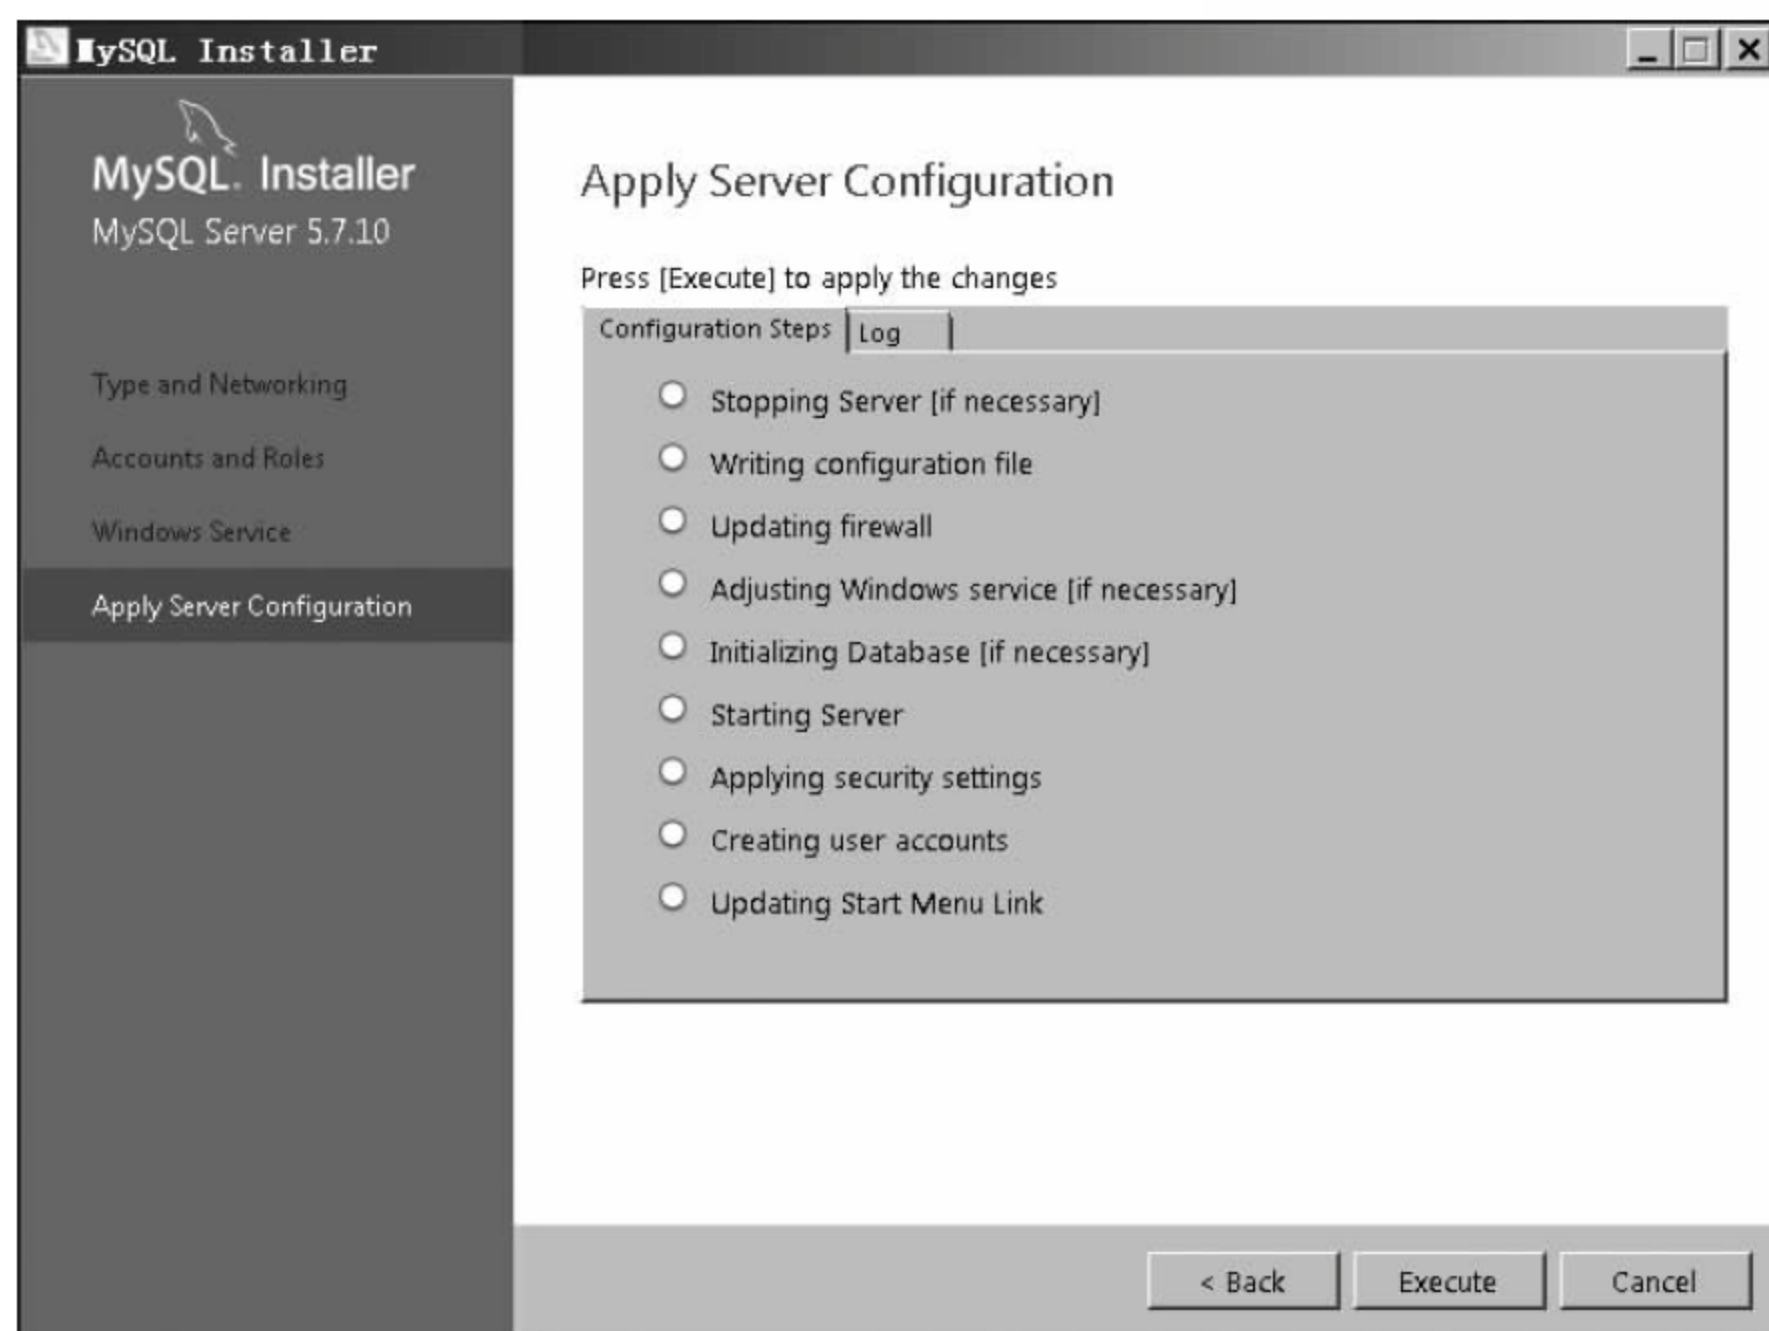 MySQL Installer
MySQL. Installer
MySQL Server 5.7.10
Type and Networking
Accounts and Roles
Windows Service
Apply Server Configuration
Apply Server Configuration
Press [Execute] to apply the changes
Configuration Steps
Log
Stopping Server [if necessary]
Writing configuration file
Updating firewall
Adjusting Windows service [if necessary]
Initializing Database [if necessary]
Starting Server
Applying security settings
Creating user accounts
Updating Start Menu Link
< Back
Execute
Cancel